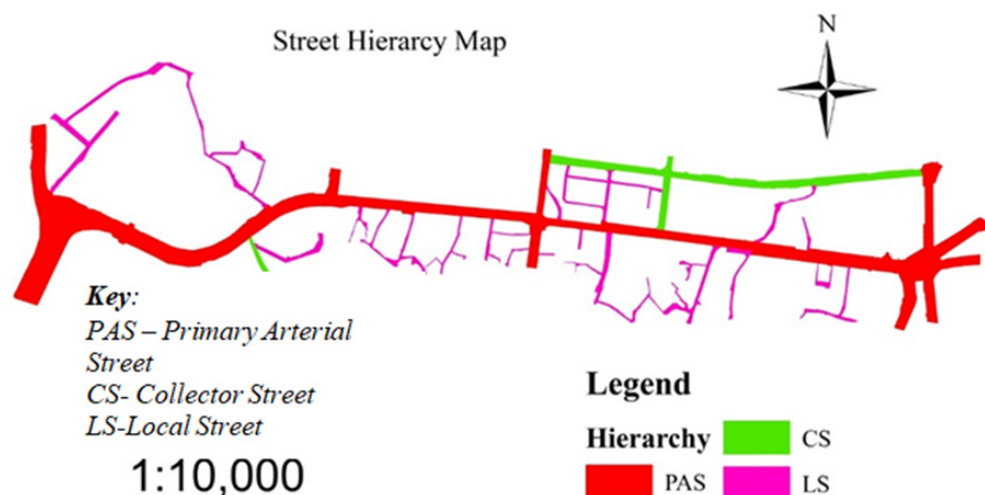 Street Hierarcy Map
N
Key:
PAS – Primary Arterial
Street
CS- Collector Street
LS-Local Street
1:10,000
Legend
Hierarchy
CS
PAS
LS